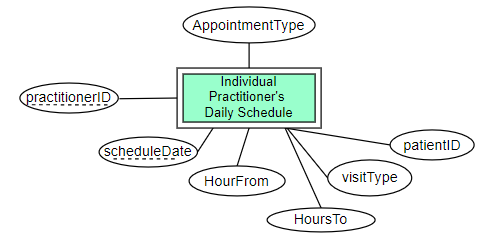 AppointmentType
Individual
Practitioner's
Daily Schedule
practitionerID
scheduleDate
patientID
HourFrom
visitType
HoursTo